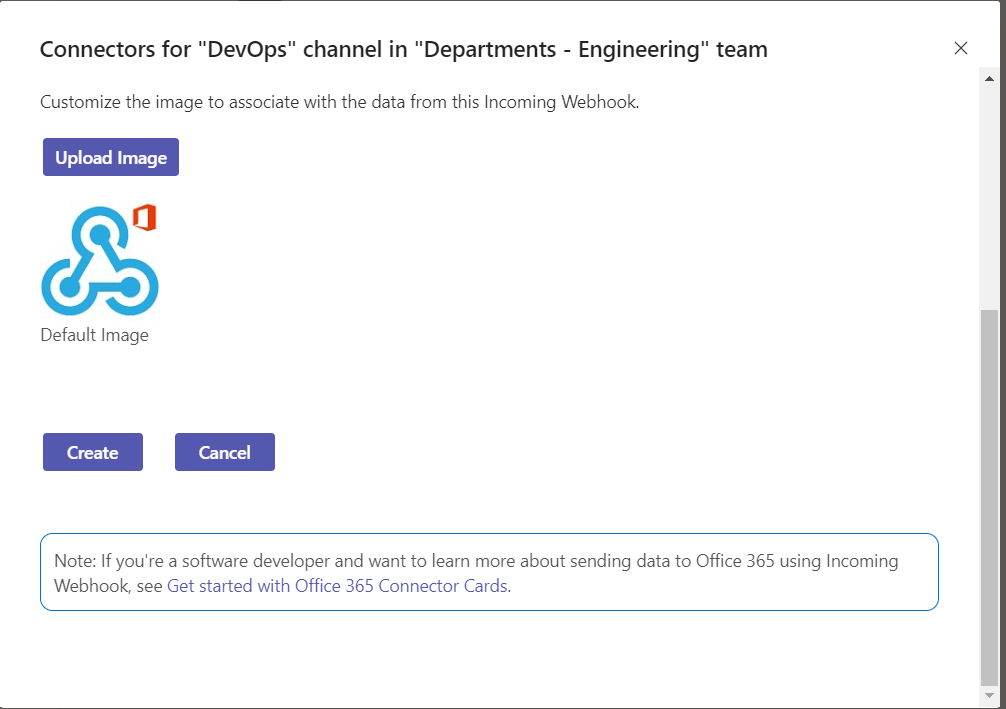 Connectors for "DevOps" channel in "Departments - Engineering" team
Customize the image to associate with the data from this Incoming Webhook.
Upload Image
Default Image
Create
Cancel
Note: If you're a software developer and want to learn more about sending data to Office 365 using Incoming
Webhook, see Get started with Office 365 Connector Cards.